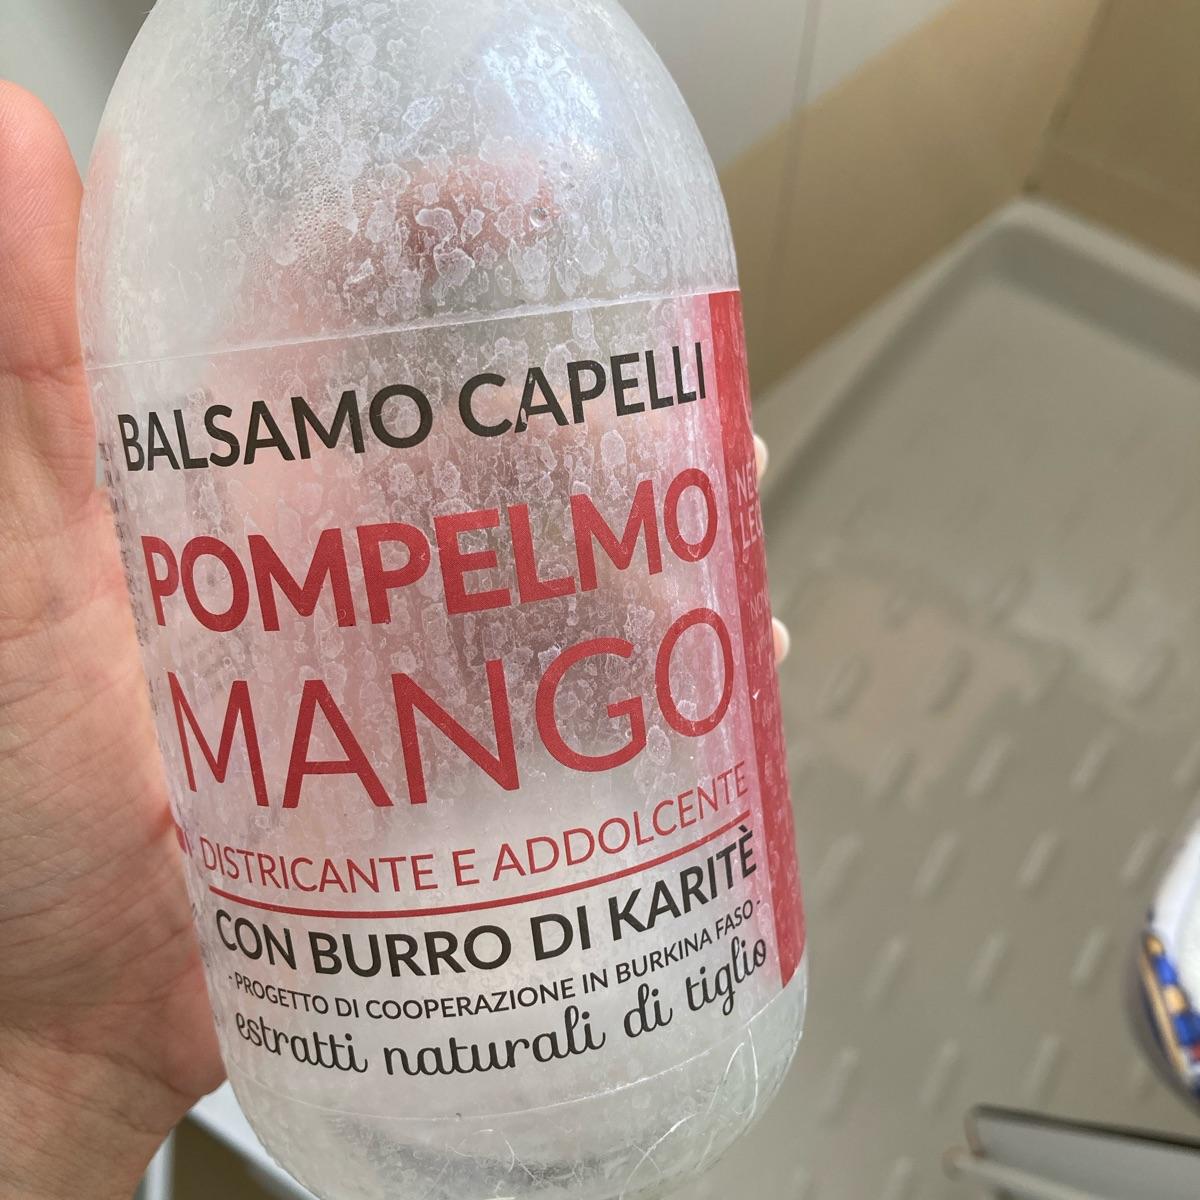 BALSAMO CAPELLI
POMPELMO
MANGO
DISTRICANTE E ADDOLCENTE
CON BURRO DI KARITÈ
- PROGETTO DI COOPERAZIONE IN BURKINA FASO -
estratti naturali di tiglio